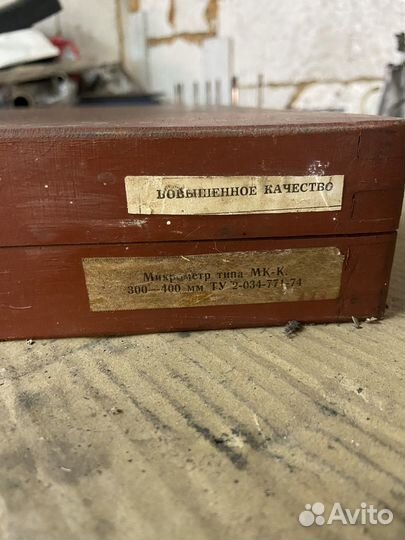 ПОВЫШЕННОЕ КАЧЕСТВО
Микрометр типа МК-К
300—400 мм ТУ 2-034-771-74
Avito